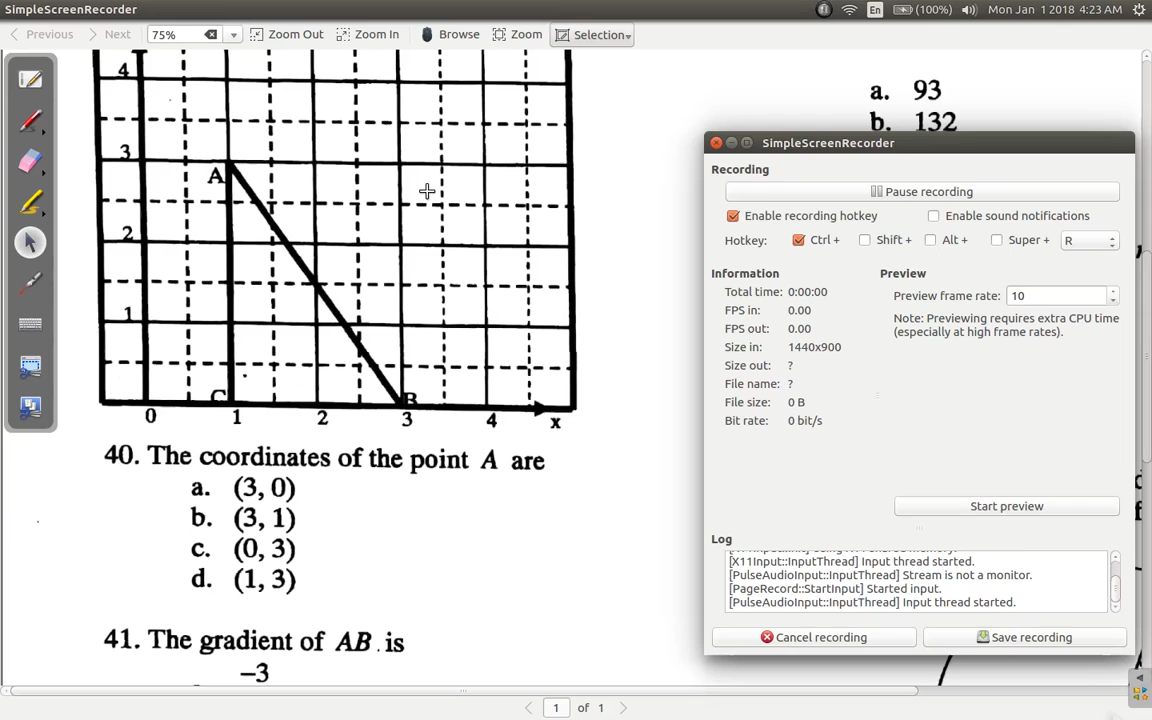 SimpleScreenRecorder
En
(100%)
Mon Jan 1 2018 4:23 AM
Previous
Next
75%
Zoom Out
Zoom In
Browse
Zoom
Selection
4
3
2
1
A
C
B
0
1
2
3
4
x
40. The coordinates of the point A are
a. (3, 0)
b. (3, 1)
c. (0, 3)
d. (1, 3)
41. The gradient of AB . is
−3
a. 93
b. 132
SimpleScreenRecorder
Recording
Pause recording
Enable recording hotkey
Enable sound notifications
Hotkey: Ctrl + Shift + Alt + Super + R
Information
Total time: 0:00:00
FPS in: 0.00
FPS out: 0.00
Size in: 1440x900
Size out: ?
File name: ?
File size: 0 B
Bit rate: 0 bit/s
Preview
Preview frame rate: 10
Note: Previewing requires extra CPU time
(especially at high frame rates).
Start preview
Log
[X11Input::InputThread] Input thread started.
[PulseAudioInput::InputThread] Stream is not a monitor.
[PageRecord::StartInput] Started input.
[PulseAudioInput::InputThread] Input thread started.
Cancel recording
Save recording
1 of 1